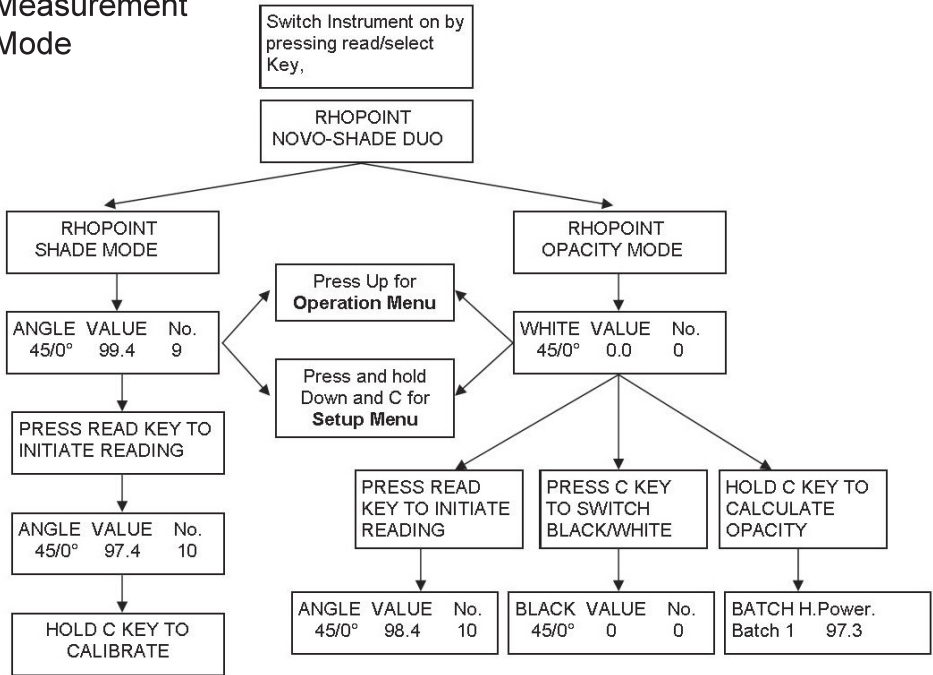 Measurement
Mode
Switch Instrument on by
pressing read/select
Key,
RHOPOINT
NOVO-SHADE DUO
RHOPOINT
SHADE MODE
RHOPOINT
OPACITY MODE
Press Up for
Operation Menu
ANGLE VALUE No.
45/0° 99.4 9
WHITE VALUE No.
45/0° 0.0 0
Press and hold
Down and C for
Setup Menu
PRESS READ KEY TO
INITIATE READING
PRESS READ
KEY TO INITIATE
READING
PRESS C KEY
TO SWITCH
BLACK/WHITE
HOLD C KEY TO
CALCULATE
OPACITY
ANGLE VALUE No.
45/0° 97.4 10
ANGLE VALUE No.
45/0° 98.4 10
BLACK VALUE No.
45/0° 0 0
BATCH H.Power.
Batch 1 97.3
HOLD C KEY TO
CALIBRATE